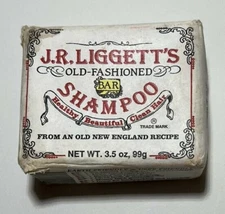 J.R. LIGGETT'S
OLD-FASHIONED
BAR
SHAMPOO
Healthy Beautiful Clean Hair
TRADE MARK ®
FROM AN OLD NEW ENGLAND RECIPE
NET WT. 3.5 oz, 99g